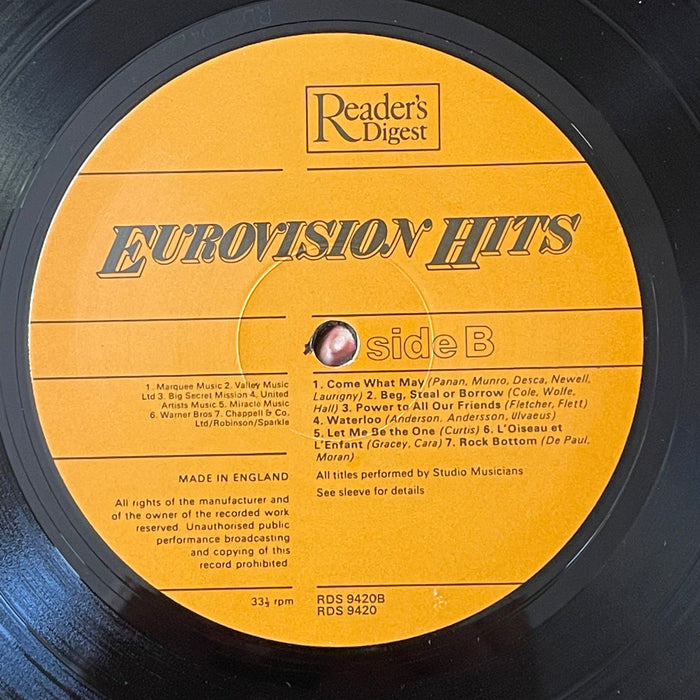 Reader's
Digest
EUROVISION HITS
side B
1. Marquee Music 2. Valley Music
Ltd 3. Big Secret Mission 4. United
Artists Music 5. Miracle Music
6. Warner Bros 7. Chappell & Co.
Ltd/Robinson/Sparkle
1. Come What May (Panan, Munro, Desca, Newell,
Laurigny) 2. Beg, Steal or Borrow (Cole, Wolfe,
Hall) 3. Power to All Our Friends (Fletcher, Flett)
4. Waterloo (Anderson, Andersson, Ulvaeus)
5. Let Me Be the One (Curtis) 6. L'Oiseau et
L'Enfant (Gracey, Cara) 7. Rock Bottom (De Paul,
Moran)
All titles performed by Studio Musicians
See sleeve for details
MADE IN ENGLAND
All rights of the manufacturer and
of the owner of the recorded work
reserved. Unauthorised public
performance broadcasting
and copying of this
record prohibited.
33⅓ rpm
RDS 9420B
RDS 9420